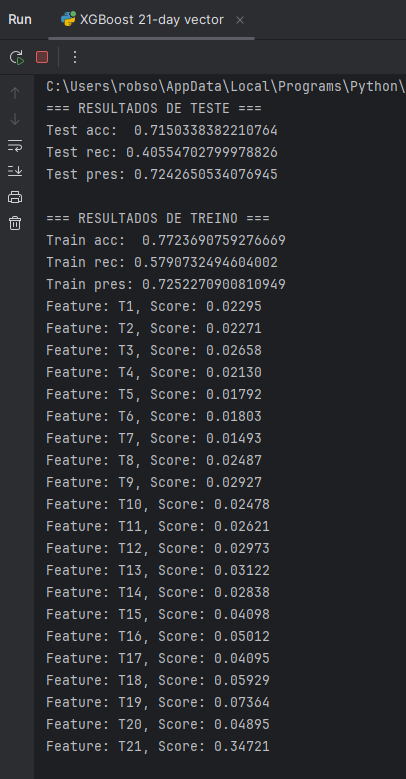 Run
XGBoost 21-day vector
C:\Users\robso\AppData\Local\Programs\Python\
=== RESULTADOS DE TESTE ===
Test acc:  0.7150338382210764
Test rec: 0.40554702799978826
Test pres: 0.7242650534076945
=== RESULTADOS DE TREINO ===
Train acc:  0.7723690759276669
Train rec: 0.5790732494604002
Train pres: 0.7252270900810949
Feature: T1, Score: 0.02295
Feature: T2, Score: 0.02271
Feature: T3, Score: 0.02658
Feature: T4, Score: 0.02130
Feature: T5, Score: 0.01792
Feature: T6, Score: 0.01803
Feature: T7, Score: 0.01493
Feature: T8, Score: 0.02487
Feature: T9, Score: 0.02927
Feature: T10, Score: 0.02478
Feature: T11, Score: 0.02621
Feature: T12, Score: 0.02973
Feature: T13, Score: 0.03122
Feature: T14, Score: 0.02838
Feature: T15, Score: 0.04098
Feature: T16, Score: 0.05012
Feature: T17, Score: 0.04095
Feature: T18, Score: 0.05929
Feature: T19, Score: 0.07364
Feature: T20, Score: 0.04895
Feature: T21, Score: 0.34721